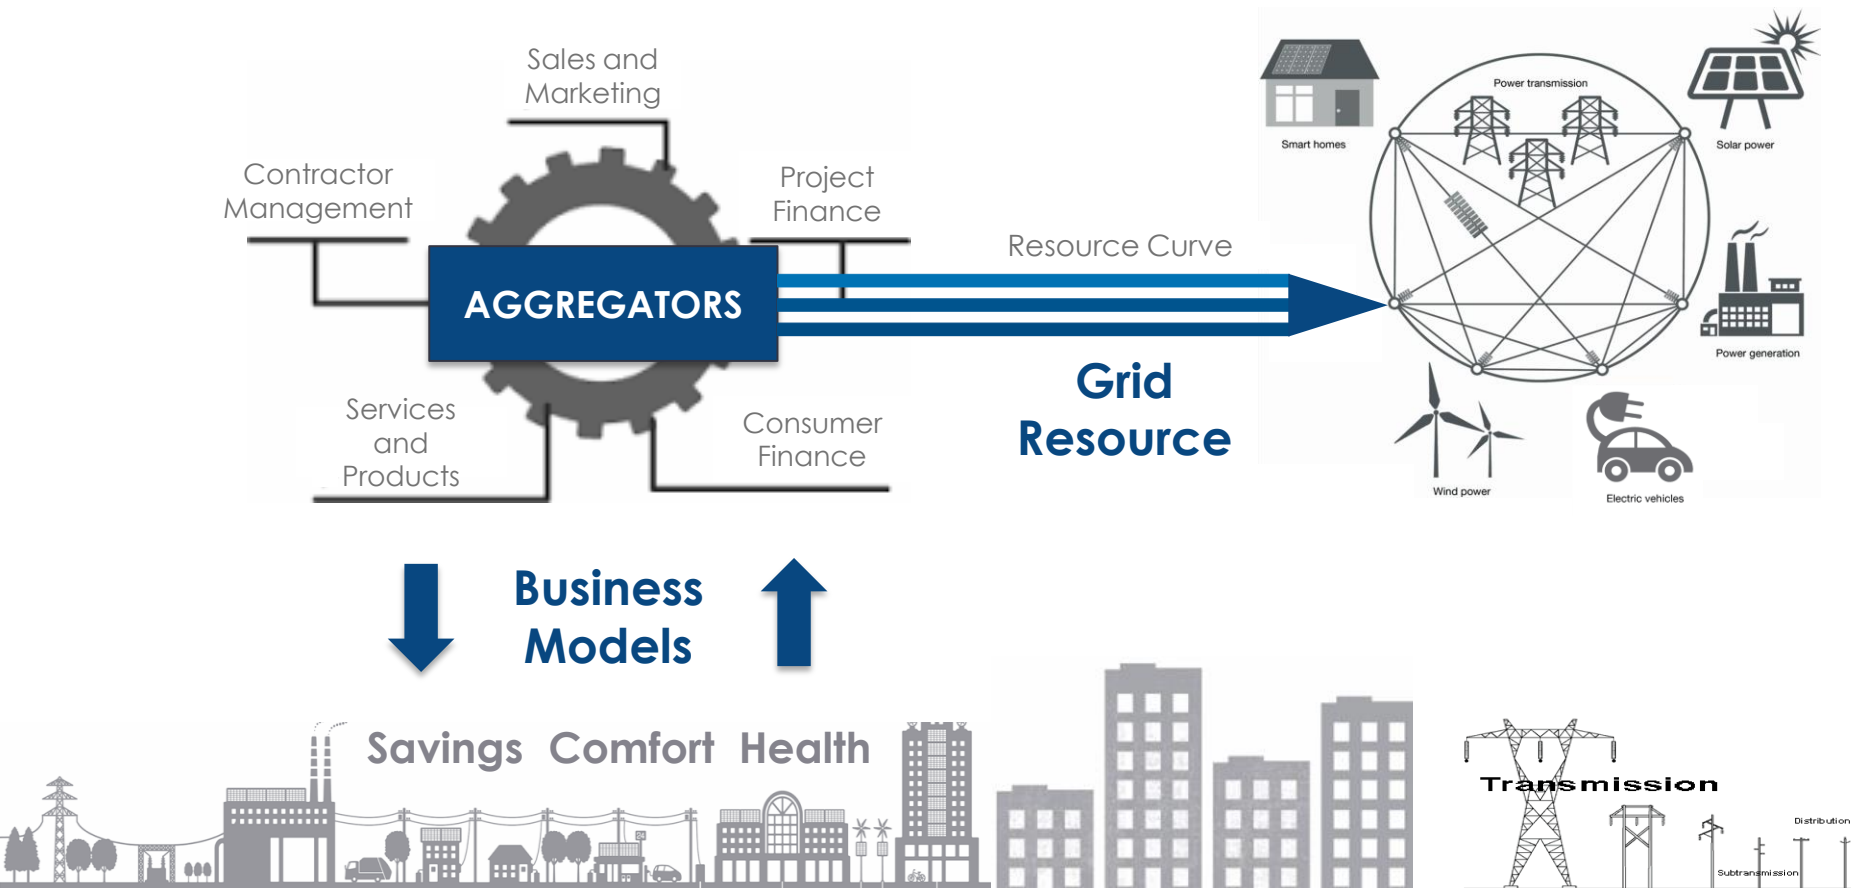 Sales and
Marketing
Contractor
Management
Project
Finance
AGGREGATORS
Services
and
Products
Consumer
Finance
Resource Curve
Grid
Resource
Smart homes
Power transmission
Solar power
Power generation
Wind power
Electric vehicles
Business
Models
Savings Comfort Health
Transmission
Distribution
Subtransmission